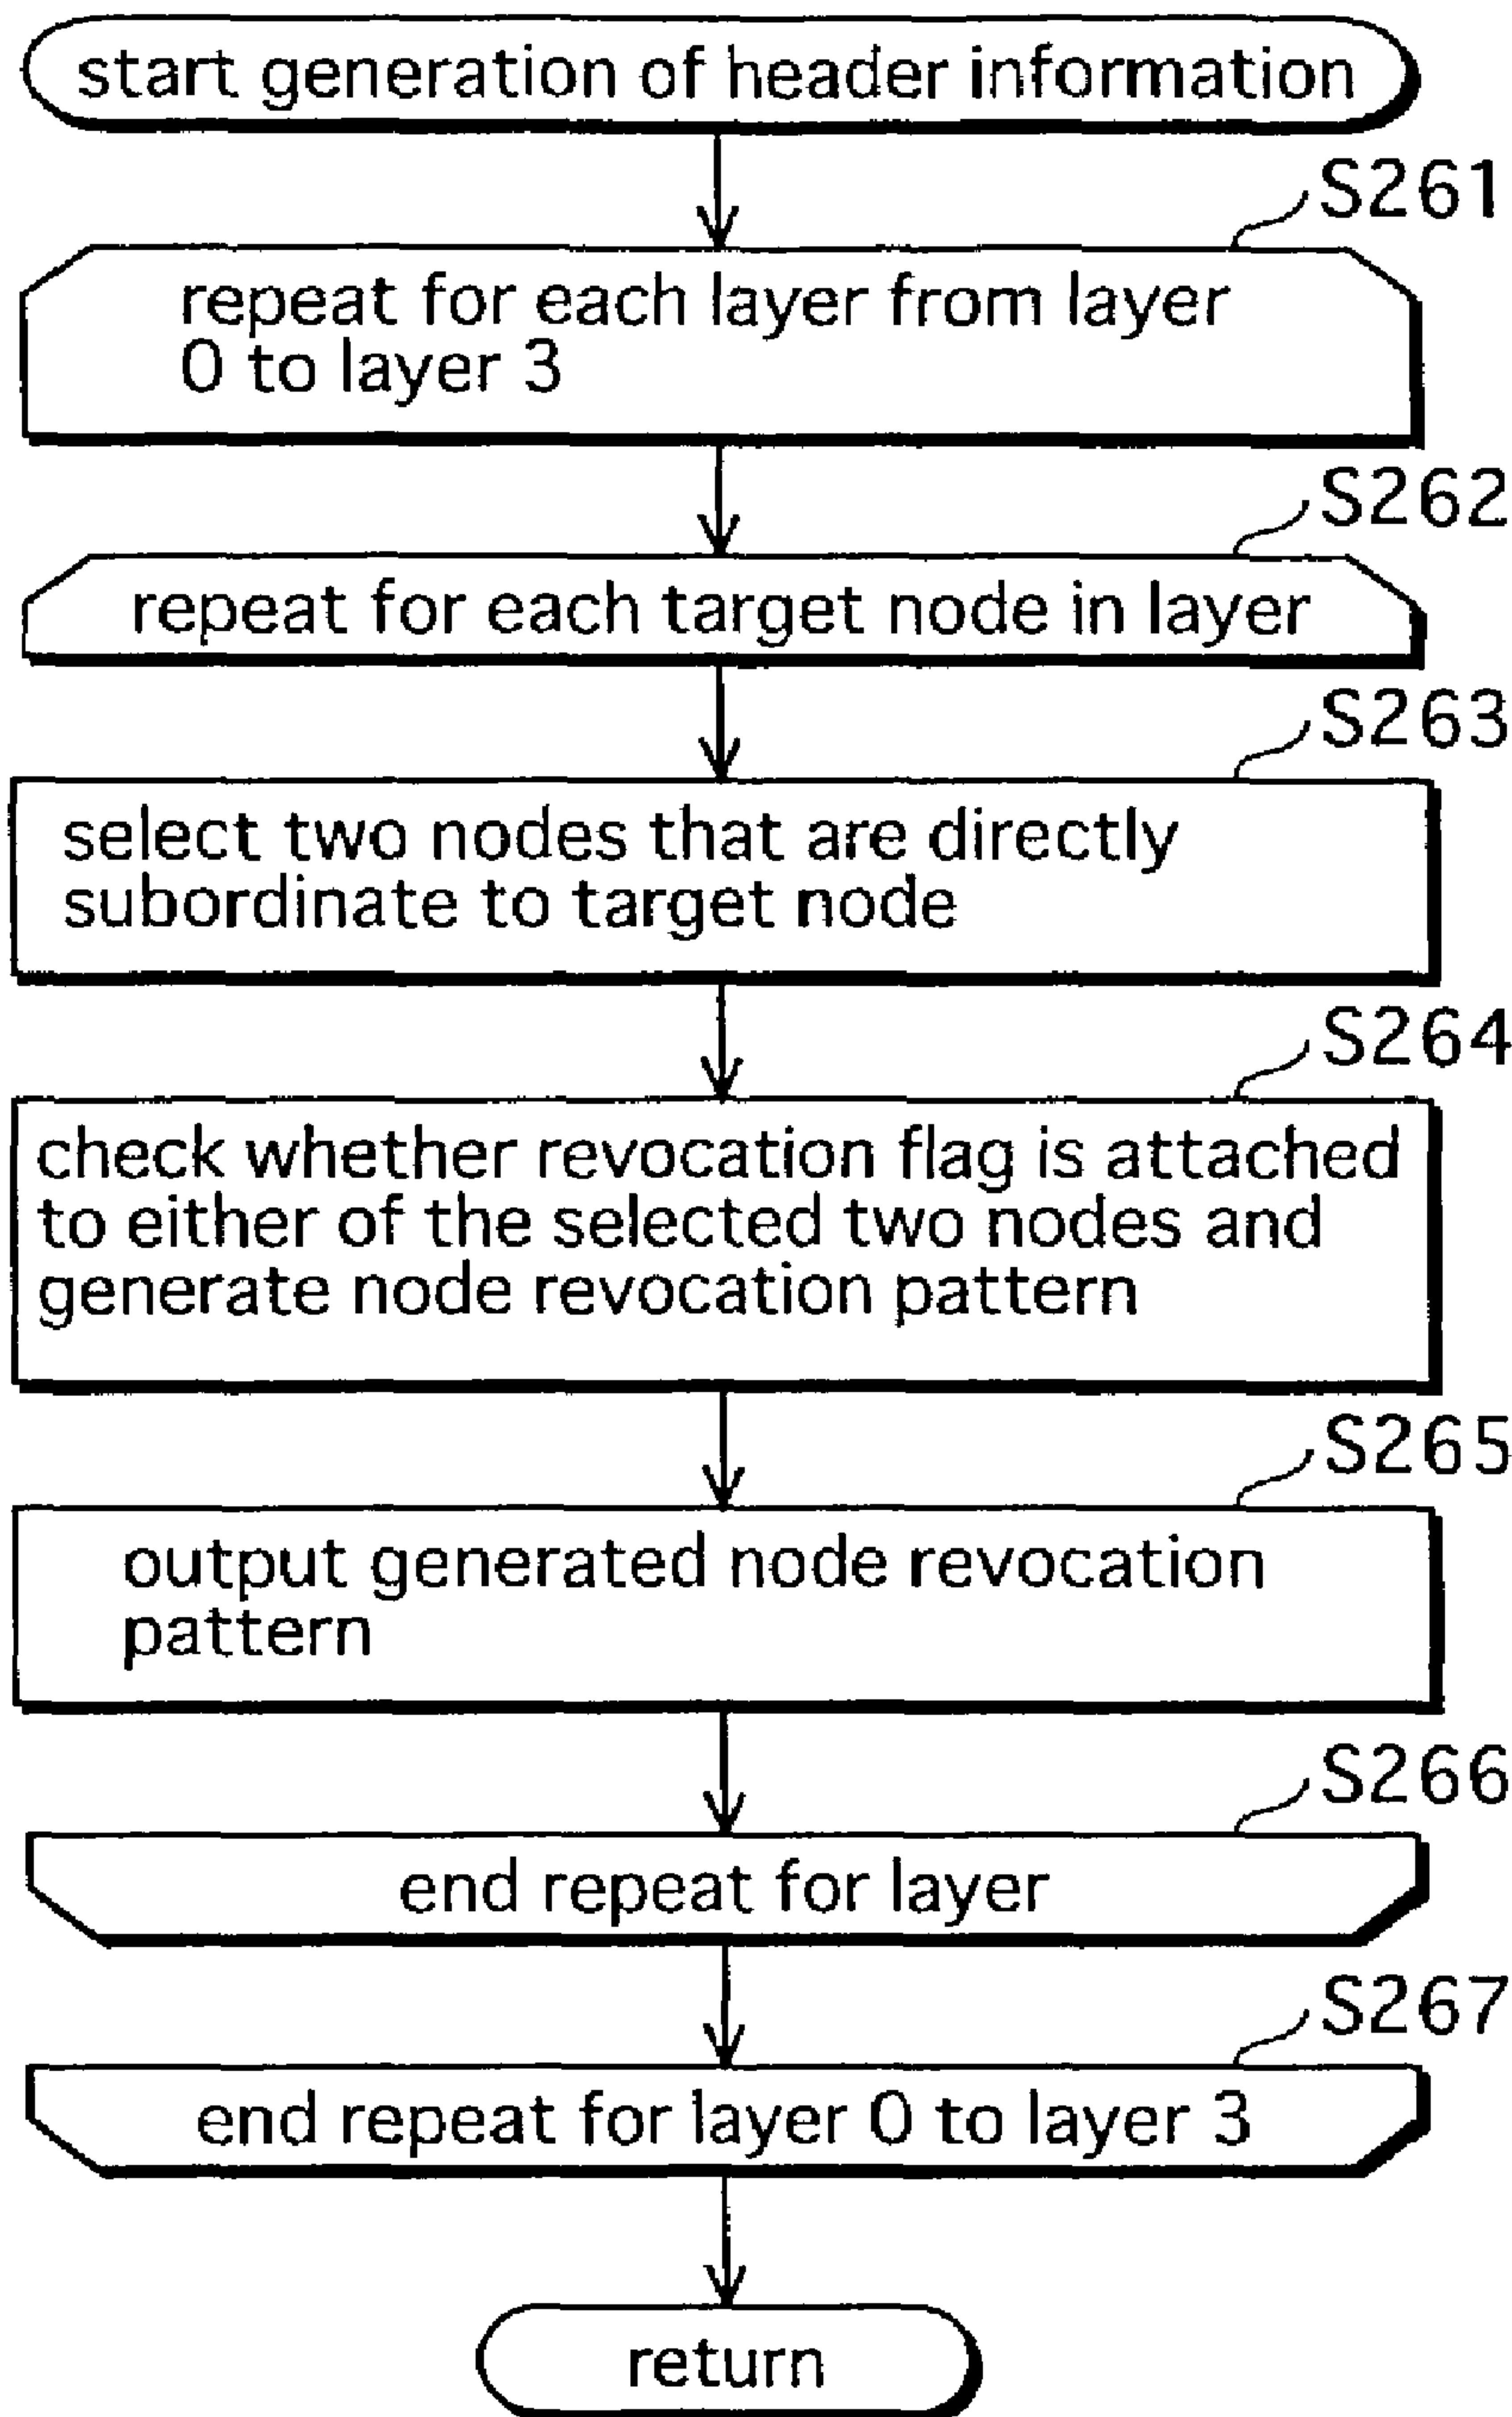 start generation of header information
S261
repeat for each layer from layer
0 to layer 3
S262
repeat for each target node in layer
S263
select two nodes that are directly
subordinate to target node
S264
check whether revocation flag is attached
to either of the selected two nodes and
generate node revocation pattern
S265
output generated node revocation
pattern
S266
end repeat for layer
S267
end repeat for layer 0 to layer 3
return